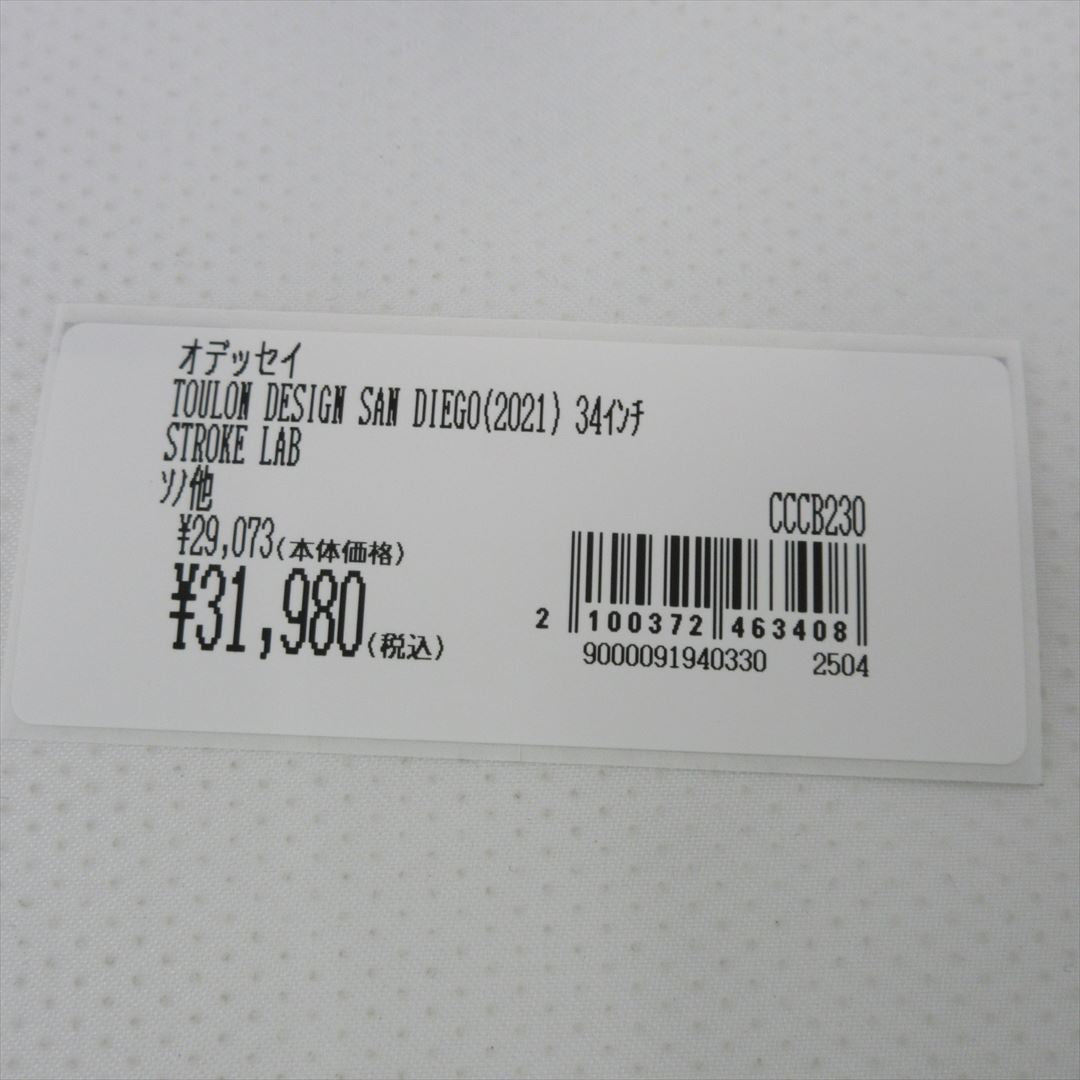 オデッセイ
TOULON DESIGN SAN DIEGO(2021) 34ｲﾝﾁ
STROKE LAB
ｿﾉ他
¥29,073(本体価格)
¥31,980(税込)
CCCB230
2 100372 463408
9000091940330 2504